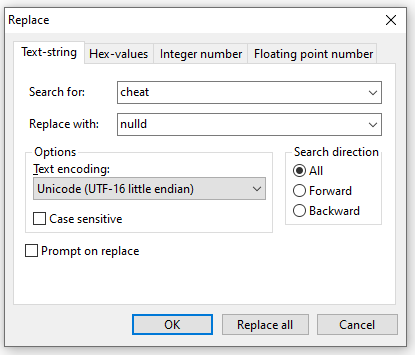 Replace
Text-string Hex-values Integer number Floating point number
Search for: cheat
Replace with: nulld
Options
Text encoding:
Unicode (UTF-16 little endian)
Case sensitive
Search direction
All
Forward
Backward
Prompt on replace
OK Replace all Cancel